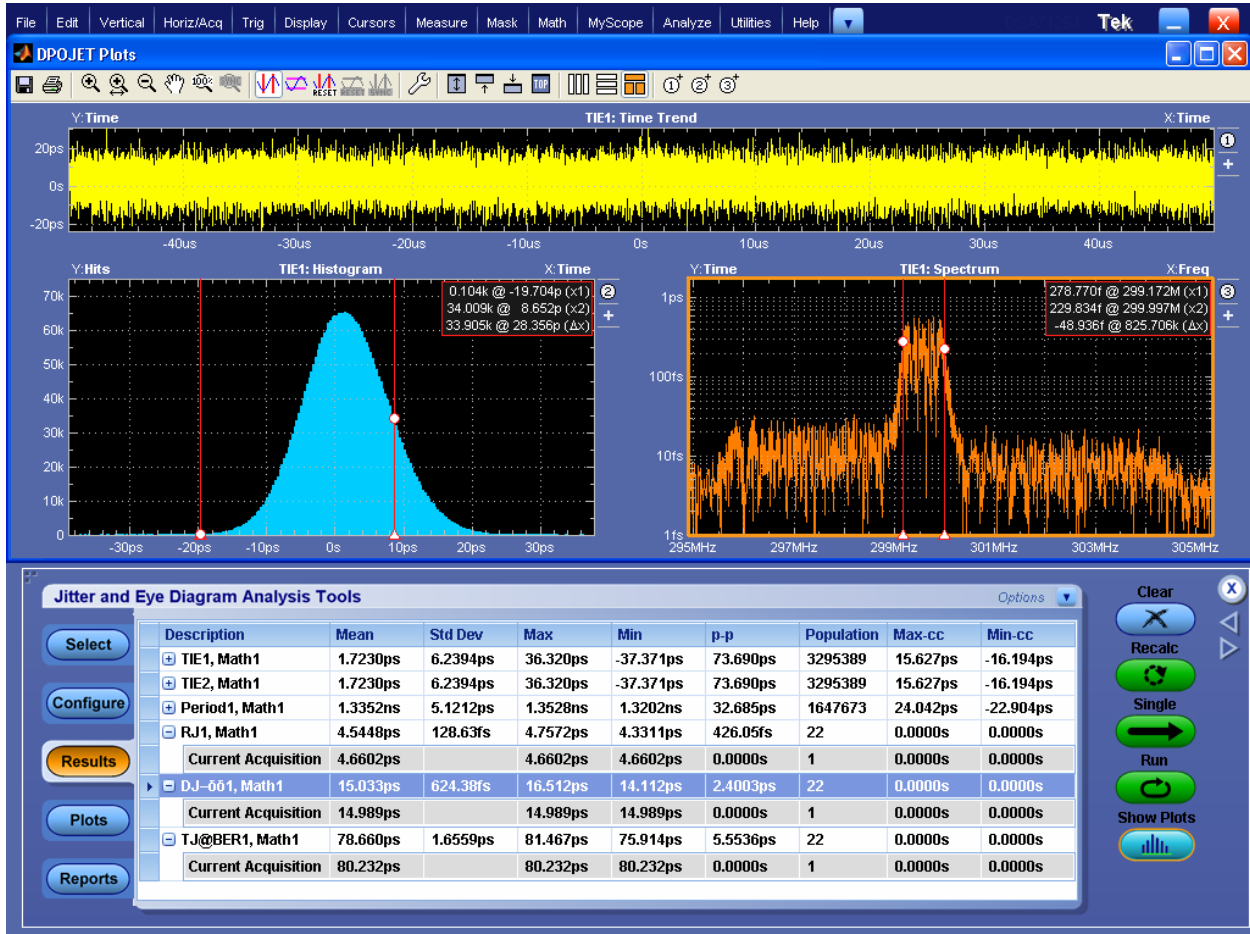 File Edit Vertical Horiz/Acq Trig Display Cursors Measure Mask Math MyScope Analyze Utilities Help Tek X
DPOJET Plots
100% RESET RESET SYNC TOP 1+ 2+ 3+
Y:Time TIE1: Time Trend X:Time
20ps
0s
-20ps
-40us -30us -20us -10us 0s 10us 20us 30us 40us
1
+
Y:Hits TIE1: Histogram X:Time
0.104k @ -19.704p (x1)
34.009k @ 8.652p (x2)
33.905k @ 28.356p (Δx)
70k
60k
50k
40k
30k
20k
10k
0
-30ps -20ps -10ps 0s 10ps 20ps 30ps
2
+
Y:Time TIE1: Spectrum X:Freq
278.770f @ 299.172M (x1)
229.834f @ 299.997M (x2)
-48.936f @ 825.706k (Δx)
1ps
100fs
10fs
1fs
295MHz 297MHz 299MHz 301MHz 303MHz 305MHz
3
+
Jitter and Eye Diagram Analysis Tools Options
Select
Configure
Results
Plots
Reports
Description Mean Std Dev Max Min p-p Population Max-cc Min-cc
TIE1, Math1 1.7230ps 6.2394ps 36.320ps -37.371ps 73.690ps 3295389 15.627ps -16.194ps
TIE2, Math1 1.7230ps 6.2394ps 36.320ps -37.371ps 73.690ps 3295389 15.627ps -16.194ps
Period1, Math1 1.3352ns 5.1212ps 1.3528ns 1.3202ns 32.685ps 1647673 24.042ps -22.904ps
RJ1, Math1 4.5448ps 128.63fs 4.7572ps 4.3311ps 426.05fs 22 0.0000s 0.0000s
Current Acquisition 4.6602ps 4.6602ps 4.6602ps 0.0000s 1 0.0000s 0.0000s
DJ–õõ1, Math1 15.033ps 624.38fs 16.512ps 14.112ps 2.4003ps 22 0.0000s 0.0000s
Current Acquisition 14.989ps 14.989ps 14.989ps 0.0000s 1 0.0000s 0.0000s
TJ@BER1, Math1 78.660ps 1.6559ps 81.467ps 75.914ps 5.5536ps 22 0.0000s 0.0000s
Current Acquisition 80.232ps 80.232ps 80.232ps 0.0000s 1 0.0000s 0.0000s
Clear
Recalc
Single
Run
Show Plots
X